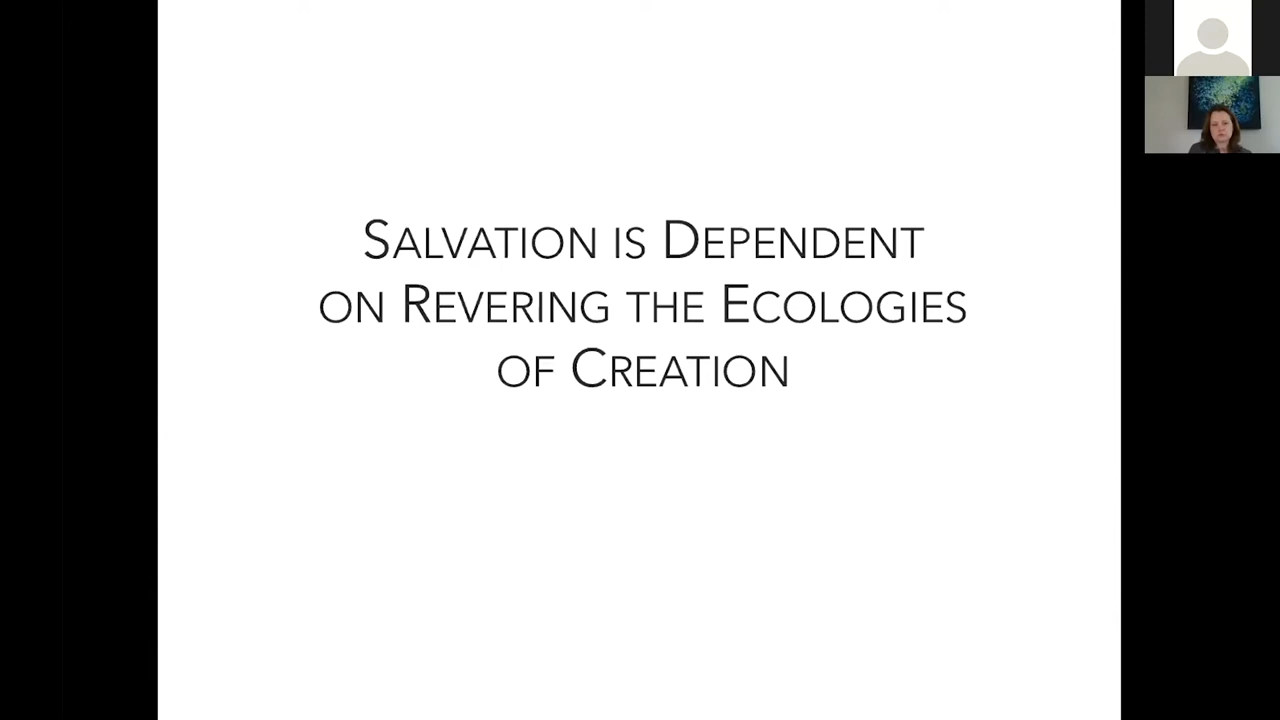 Salvation is Dependent
on Revering the Ecologies
of Creation